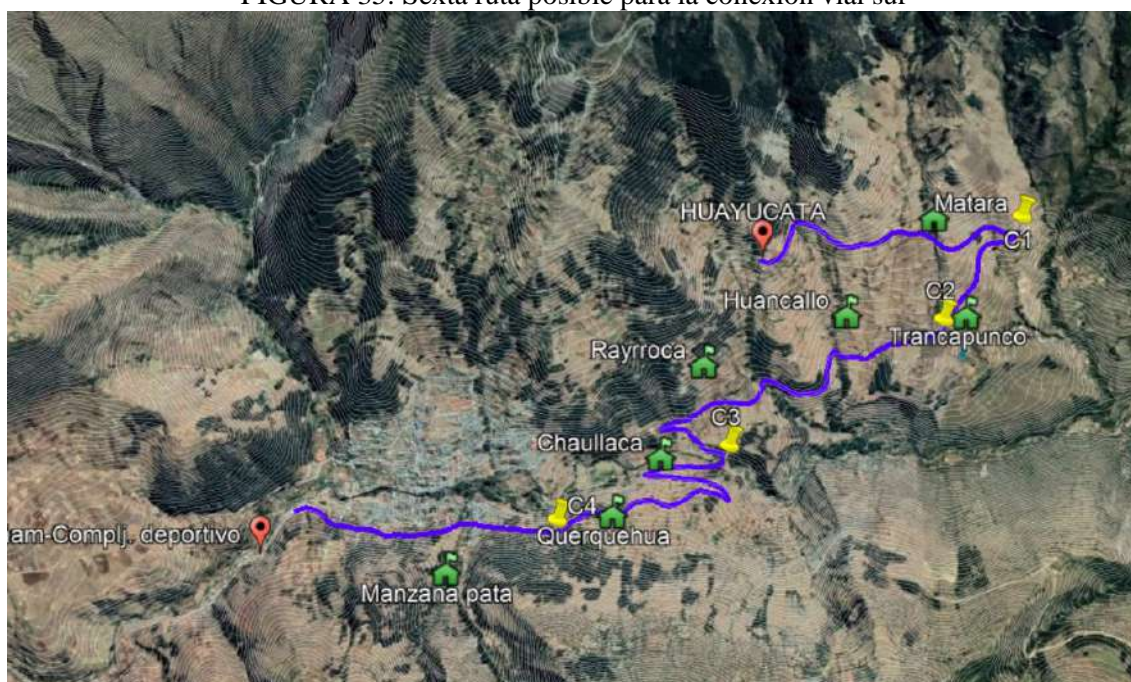 FIGURA 35: Sexta ruta posible para la conexión vial sur
Matara
HUAYUCATA
C1
C2
Huancallo
Trancapunco
Rayrroca
C3
Chaullaca
C4
am-Complj. deportivo
Querquehua
Manzana pata